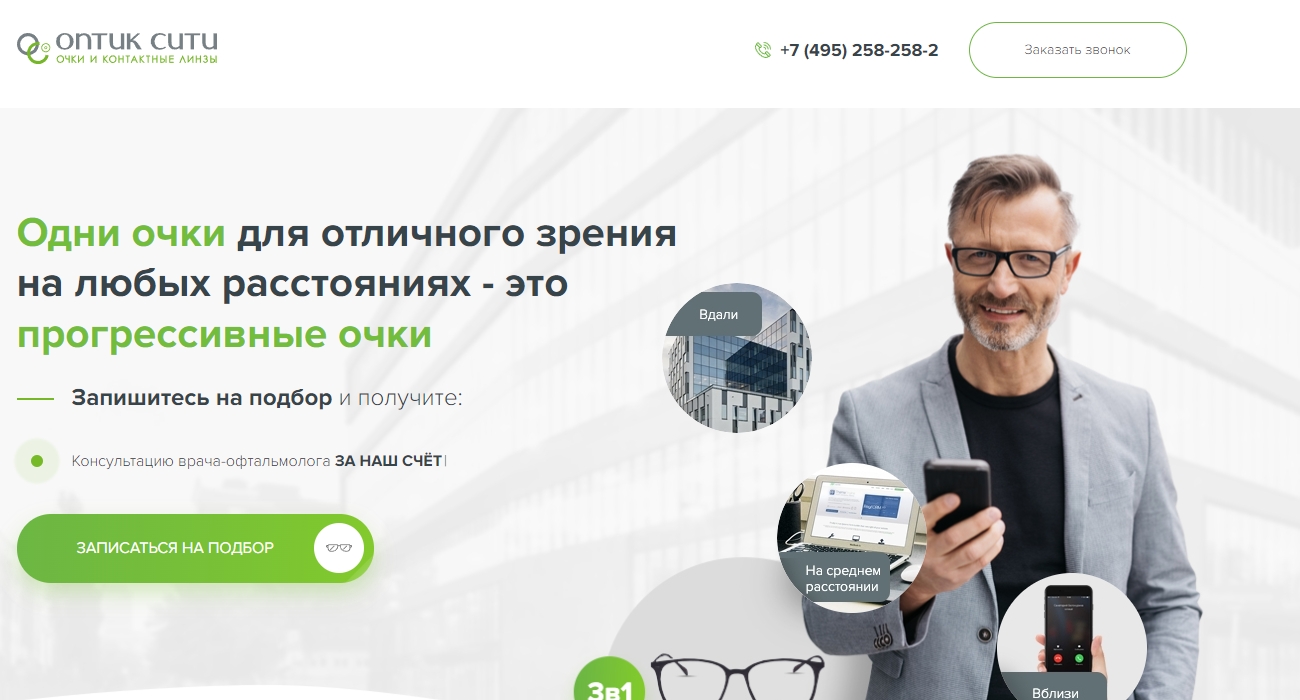 ОПТИК СИТИ
ОЧКИ И КОНТАКТНЫЕ ЛИНЗЫ
+7 (495) 258-258-2
Заказать звонок
Одни очки для отличного зрения
на любых расстояниях - это
прогрессивные очки
Запишитесь на подбор и получите:
Консультацию врача-офтальмолога ЗА НАШ СЧЁТ
ЗАПИСАТЬСЯ НА ПОДБОР
Вдали
На среднем
расстоянии
Вблизи
3в1